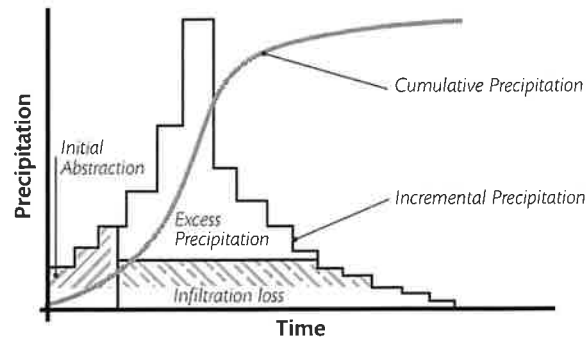 Precipitation
Initial
Abstraction
Excess
Precipitation
Infiltration loss
Cumulative Precipitation
Incremental Precipitation
Time